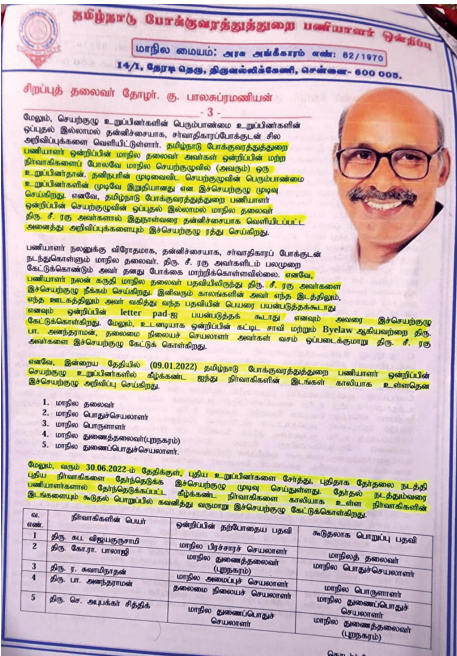 தமிழ்நாடு போக்குவரத்துத்துறை பணியாளர் ஒன்றிப்பு
மாநில மையம்: அரசு அங்கீகாரம் எண்: 82/1970
14/1, தேரடி தெரு, திருவல்லிக்கேணி, சென்னை- 600 005.
சிறப்புத் தலைவர் தோழர். கு. பாலசுப்ரமணியன்
- 3 -
மேலும், செயற்குழு உறுப்பினர்களின் பெரும்பான்மை உறுப்பினர்களின்
ஒப்புதல் இல்லாமல் தன்னிச்சையாக, சர்வாதிகாரப்போக்குடன் சில
அறிவிப்புக்களை வெளியிட்டுள்ளார். தமிழ்நாடு போக்குவரத்துத்துறை
பணியாளர் ஒன்றிப்பின் மாநில தலைவர் அவர்கள் ஒன்றிப்பின் மற்ற
நிர்வாகிகளைப் போலவே மாநில செயற்குழுவில் (அவரும்) ஒரு
உறுப்பினர்தான், தனிநபரின் முடிவைவிட செயற்குழுவின் பெரும்பான்மை
உறுப்பினர்களின் முடிவே இறுதியானது என இச்செயற்குழு முடிவு
செய்கிறது. எனவே, தமிழ்நாடு போக்குவரத்துத்துறை பணியாளர்
ஒன்றிப்பின் செயற்குழுவின் ஒப்புதல் இல்லாமல் மாநில தலைவர்
திரு. சீ. ரகு அவர்களால் இதுநாள்வரை தன்னிச்சையாக வெளியிடப்பட்ட
அனைத்து அறிவிப்புக்களையும் இச்செயற்குழு ரத்து செய்கிறது.
பணியாளர் நலனுக்கு விரோதமாக, தன்னிச்சையாக, சர்வாதிகாரப் போக்குடன்
நடந்துகொள்ளும் மாநில தலைவர். திரு. சீ. ரகு அவர்களிடம் பலமுறை
கேட்டுக்கொண்டும் அவர் தனது போக்கை மாற்றிக்கொள்ளவில்லை. எனவே,
பணியாளர் நலன் கருதி மாநில தலைவர் பதவியிலிருந்து திரு. சீ. ரகு அவர்களை
இச்செயற்குழு நீக்கம் செய்கிறது. இனிவரும் காலங்களின் அவர் எந்த இடத்திலும்,
எந்த ஊடகத்திலும் அவர் வகித்து வந்த பதவியின் பெயரை பயன்படுத்தக்கூடாது
எனவும் ஒன்றிப்பின் letter pad-ஐ பயன்படுத்தக் கூடாது எனவும் அவரை இச்செயற்குழு
கேட்டுக்கொள்கிறது. மேலும், உடனடியாக ஒன்றிப்பின் கட்டிட சாவி மற்றும் Byelaw ஆகியவற்றை திரு.
பா. அனந்தராமன், தலைமை நிலையச் செயலாளர் அவர்கள் வசம் ஒப்படைக்குமாறு திரு. சீ. ரகு
அவர்களை இச்செயற்குழு கேட்டுக் கொள்கிறது.
எனவே, இன்றைய தேதியில் (09.01.2022) தமிழ்நாடு போக்குவரத்துத்துறை பணியாளர் ஒன்றிப்பின்
செயற்குழு உறுப்பினர்களில் கீழ்க்கண்ட ஐந்து நிர்வாகிகளின் இடங்கள் காலியாக உள்ளதென
இச்செயற்குழு அறிவிப்பு செய்கிறது.
1. மாநில தலைவர்
2. மாநில பொதுச்செயலாளர்
3. மாநில பொருளாளர்
4. மாநில துணைத்தலைவர்(புறநகரம்)
5. மாநில துணைப்பொதுச்செயலாளர்.
மேலும், வரும் 30.06.2022-ம் தேதிக்குள், புதிய உறுப்பினர்களை சேர்த்து, புதிதாக தேர்தலை நடத்தி
புதிய நிர்வாகிகளை தேர்ந்தெடுக்க இச்செயற்குழு முடிவு செய்துள்ளது. தேர்தல் நடத்தும்வரை
பணியாளர்களால் தேர்ந்தெடுக்கப்பட்ட கீழ்க்கண்ட நிர்வாகிகளை காலியாக உள்ள நிர்வாகிகளின்
இடங்களையும் கூடுதல் பொறுப்பில் கவனித்து வருமாறு இச்செயற்குழு கேட்டுக்கொள்கிறது.
வ. எண். நிர்வாகிகளின் பெயர் ஒன்றிப்பின் தற்போதைய பதவி கூடுதலாக பொறுப்பு பதவி
1 திரு. சுப. விஜயகுருசாமி மாநில பிரச்சாரச் செயலாளர் மாநிலத் தலைவர்
2 திரு. கோ.ரா. பாலாஜி மாநில துணைத்தலைவர் (புறநகரம்) மாநில பொதுச்செயலாளர்
3 திரு. ர. சுவாமிநாதன் மாநில அமைப்புச் செயலாளர் மாநில பொருளாளர்
4 திரு. பா. அனந்தராமன் தலைமை நிலையச் செயலாளர் மாநில துணைப்பொதுச் செயலாளர்
5 திரு. செ. அபுபக்கர் சித்திக் மாநில துணைப்பொதுச் செயலாளர் மாநில துணைத்தலைவர் (புறநகரம்)